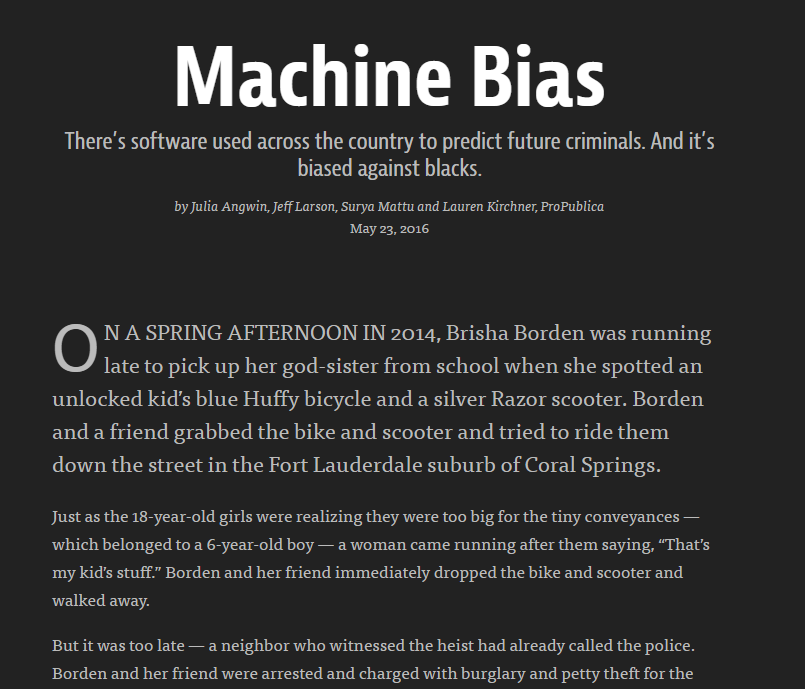 Machine Bias
There's software used across the country to predict future criminals. And it's
biased against blacks.
by Julia Angwin, Jeff Larson, Surya Mattu and Lauren Kirchner, ProPublica
May 23, 2016
ON A SPRING AFTERNOON IN 2014, Brisha Borden was running
late to pick up her god-sister from school when she spotted an
unlocked kid’s blue Huffy bicycle and a silver Razor scooter. Borden
and a friend grabbed the bike and scooter and tried to ride them
down the street in the Fort Lauderdale suburb of Coral Springs.
Just as the 18-year-old girls were realizing they were too big for the tiny conveyances —
which belonged to a 6-year-old boy — a woman came running after them saying, “That’s
my kid’s stuff.” Borden and her friend immediately dropped the bike and scooter and
walked away.
But it was too late — a neighbor who witnessed the heist had already called the police.
Borden and her friend were arrested and charged with burglary and petty theft for the